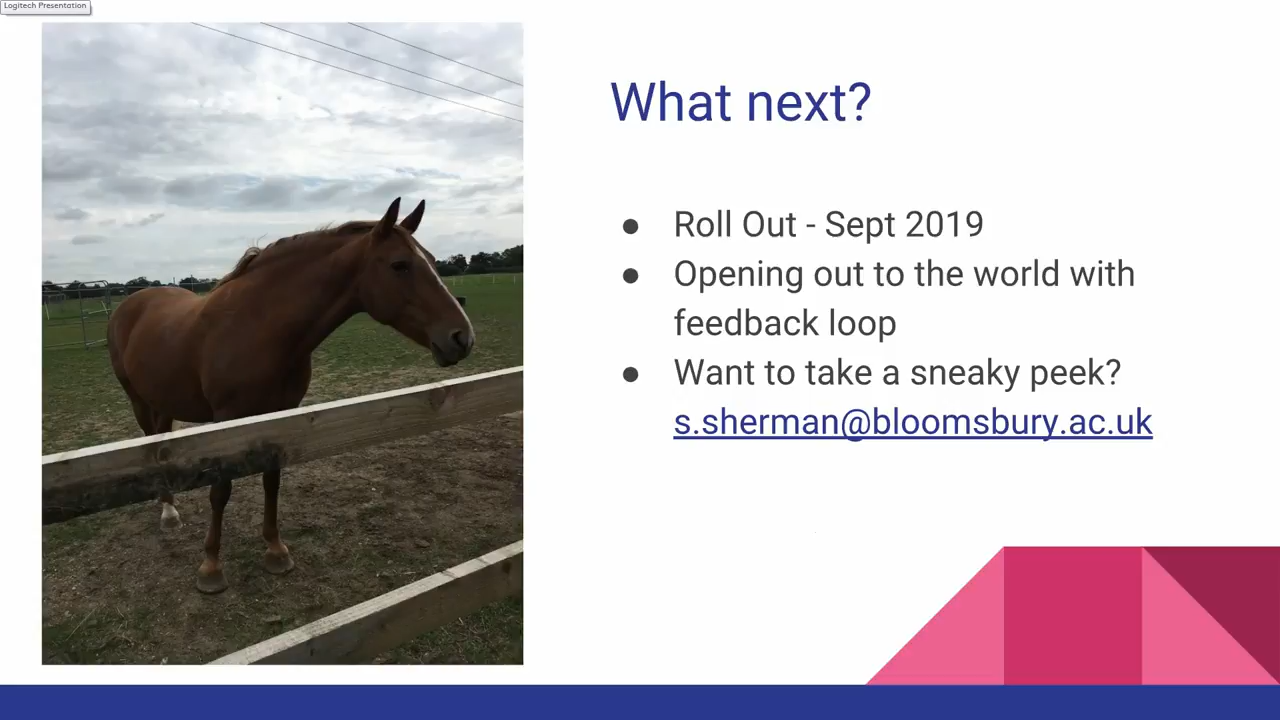 Logitech Presentation
What next?
● Roll Out - Sept 2019
● Opening out to the world with
feedback loop
● Want to take a sneaky peek?
s.sherman@bloomsbury.ac.uk